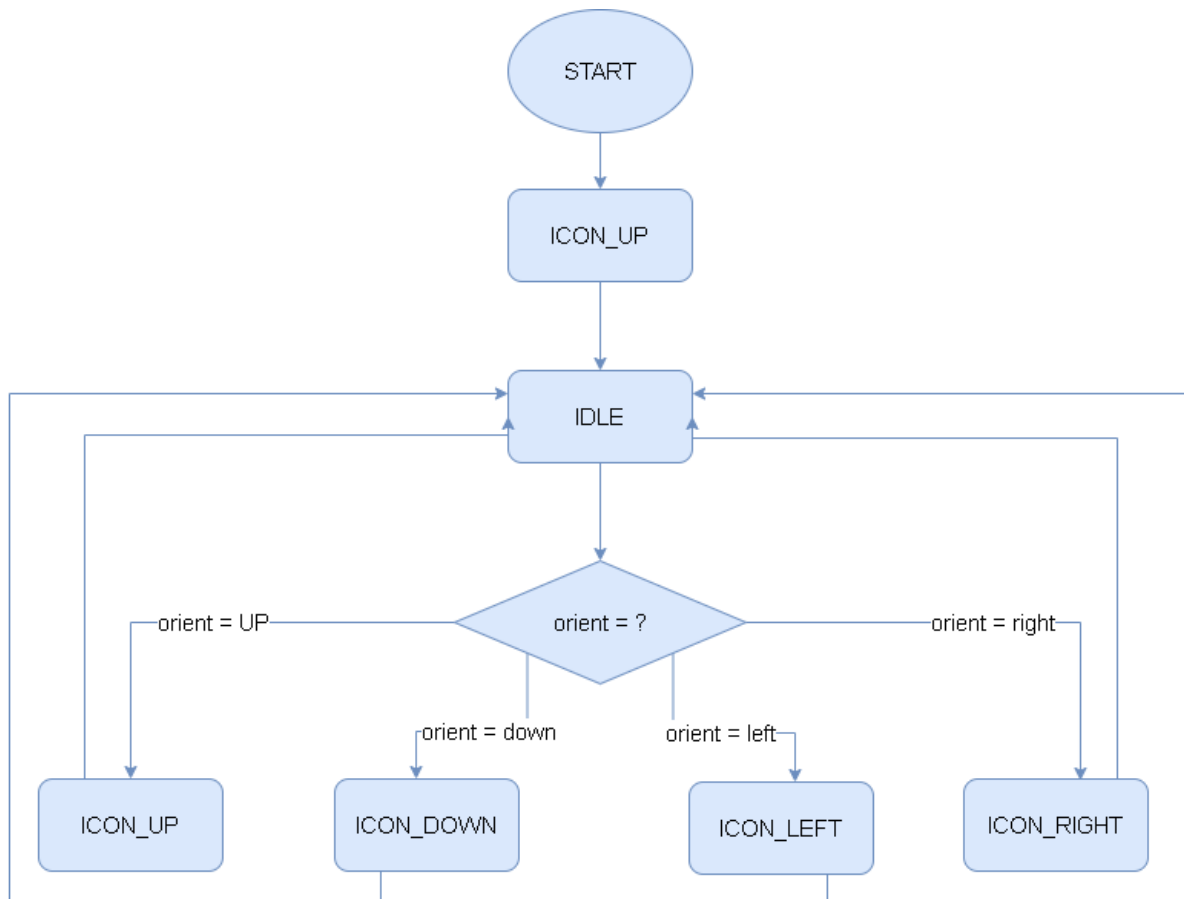 START
ICON_UP
IDLE
orient = UP
orient = ?
orient = right
orient = down
orient = left
ICON_UP
ICON_DOWN
ICON_LEFT
ICON_RIGHT